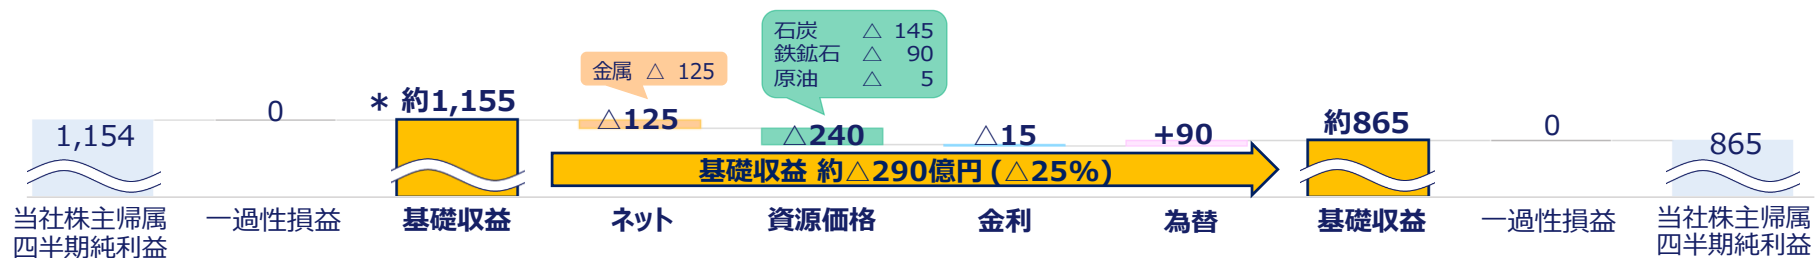 石炭 △ 145
鉄鉱石 △ 90
原油 △ 5
金属 △ 125
1,154
0
＊ 約1,155
△125
△240
△15
+90
約865
0
865
基礎収益 約△290億円 (△25%)
当社株主帰属
四半期純利益
一過性損益
基礎収益
ネット
資源価格
金利
為替
基礎収益
一過性損益
当社株主帰属
四半期純利益